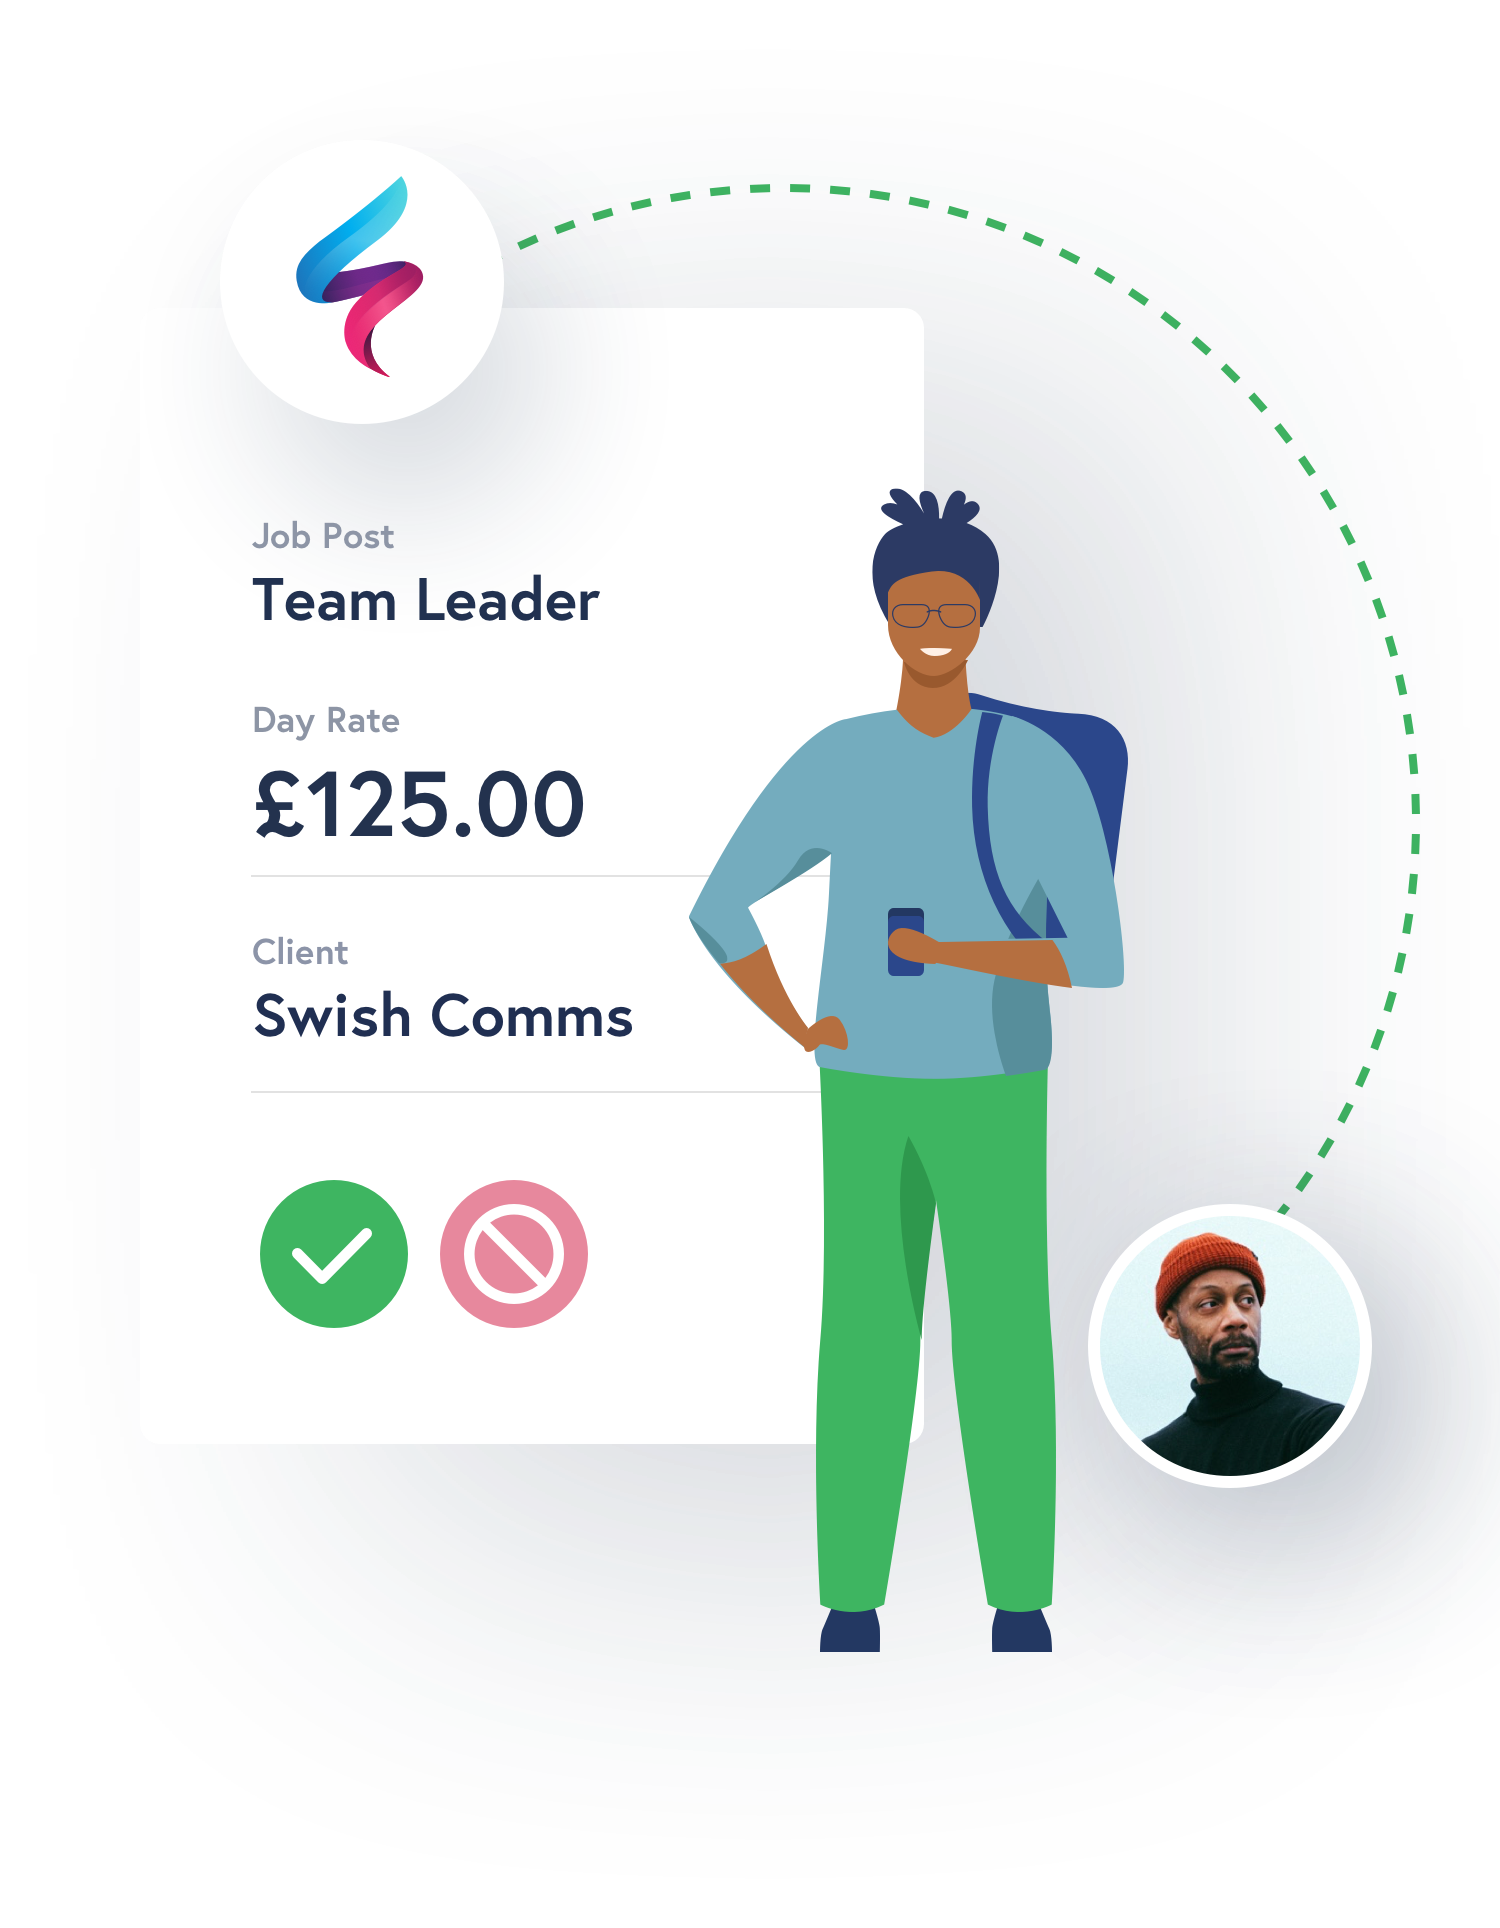 Job Post
Team Leader
Day Rate
£125.00
Client
Swish Comms